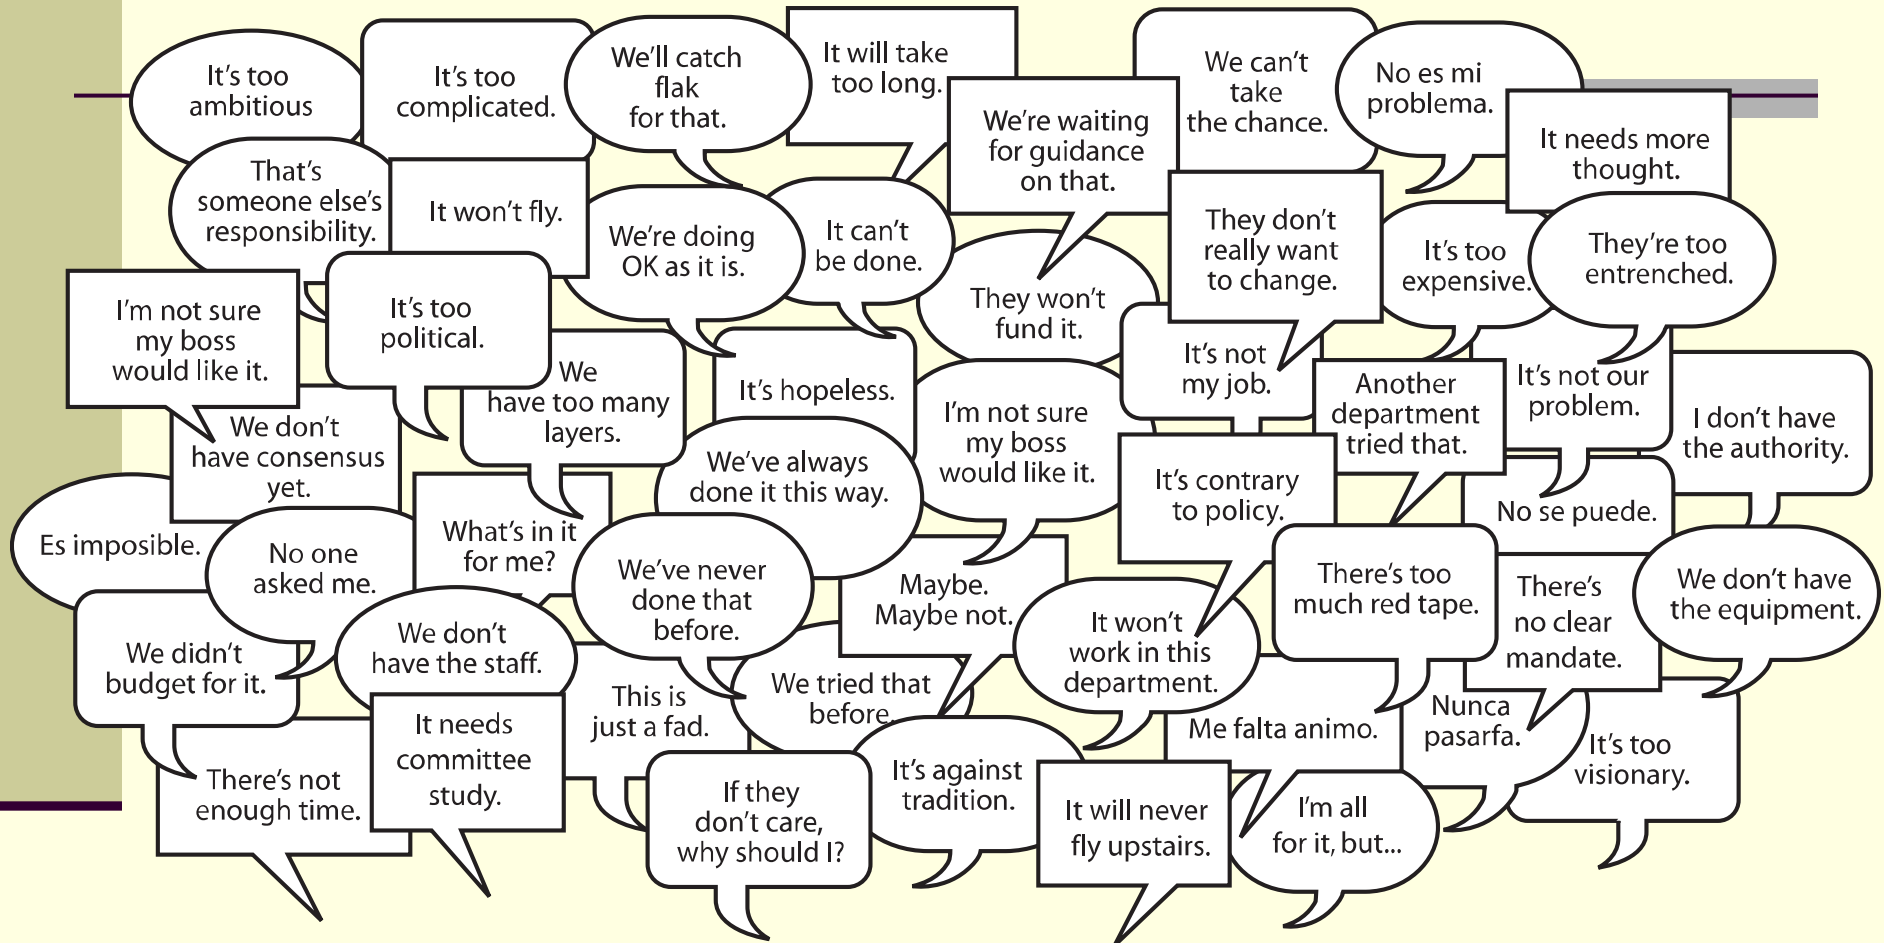 It's too
ambitious
It's too
complicated.
We'll catch
flak
for that.
It will take
too long.
We're waiting
for guidance
on that.
We can't
take
the chance.
No es mi
problema.
It needs more
thought.
That's
someone else's
responsibility.
It won't fly.
We're doing
OK as it is.
It can't
be done.
They won't
fund it.
They don't
really want
to change.
It's too
expensive.
They're too
entrenched.
I'm not sure
my boss
would like it.
It's too
political.
We
have too many
layers.
It's hopeless.
I'm not sure
my boss
would like it.
It's not
my job.
Another
department
tried that.
It's not our
problem.
I don't have
the authority.
We don't
have consensus
yet.
We've always
done it this way.
It's contrary
to policy.
No se puede.
Es imposible.
No one
asked me.
What's in it
for me?
We've never
done that
before.
Maybe.
Maybe not.
It won't
work in this
department.
There's too
much red tape.
There's
no clear
mandate.
We don't have
the equipment.
We didn't
budget for it.
We don't
have the staff.
This is
just a fad.
We tried that
before.
Me falta animo.
Nunca
pasarfa.
It's too
visionary.
There's not
enough time.
It needs
committee
study.
If they
don't care,
why should I?
It's against
tradition.
It will never
fly upstairs.
I'm all
for it, but...